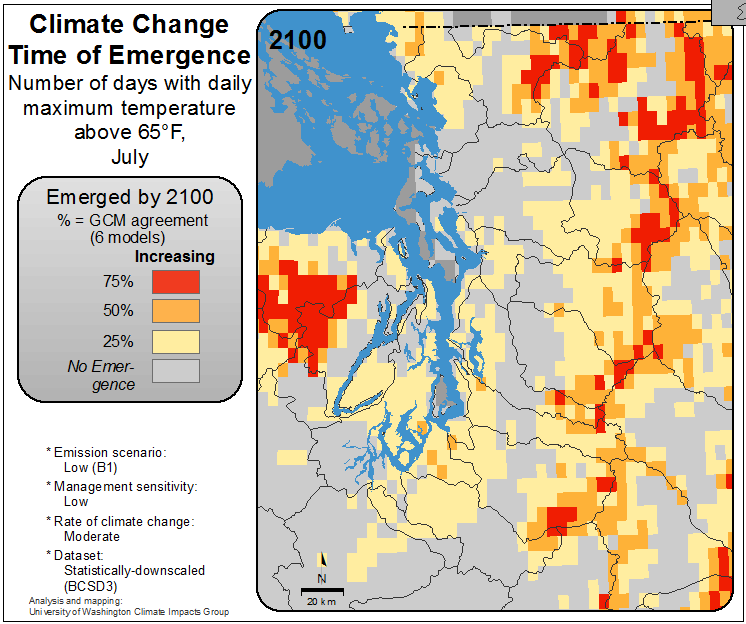 Climate Change
Time of Emergence
Number of days with daily
maximum temperature
above 65°F,
July
Emerged by 2100
% = GCM agreement
(6 models)
Increasing
75%
50%
25%
No Emer-
gence
* Emission scenario:
Low (B1)
* Management sensitivity:
Low
* Rate of climate change:
Moderate
* Dataset:
Statistically-downscaled
(BCSD3)
Analysis and mapping:
University of Washington Climate Impacts Group
2100
N
20 km